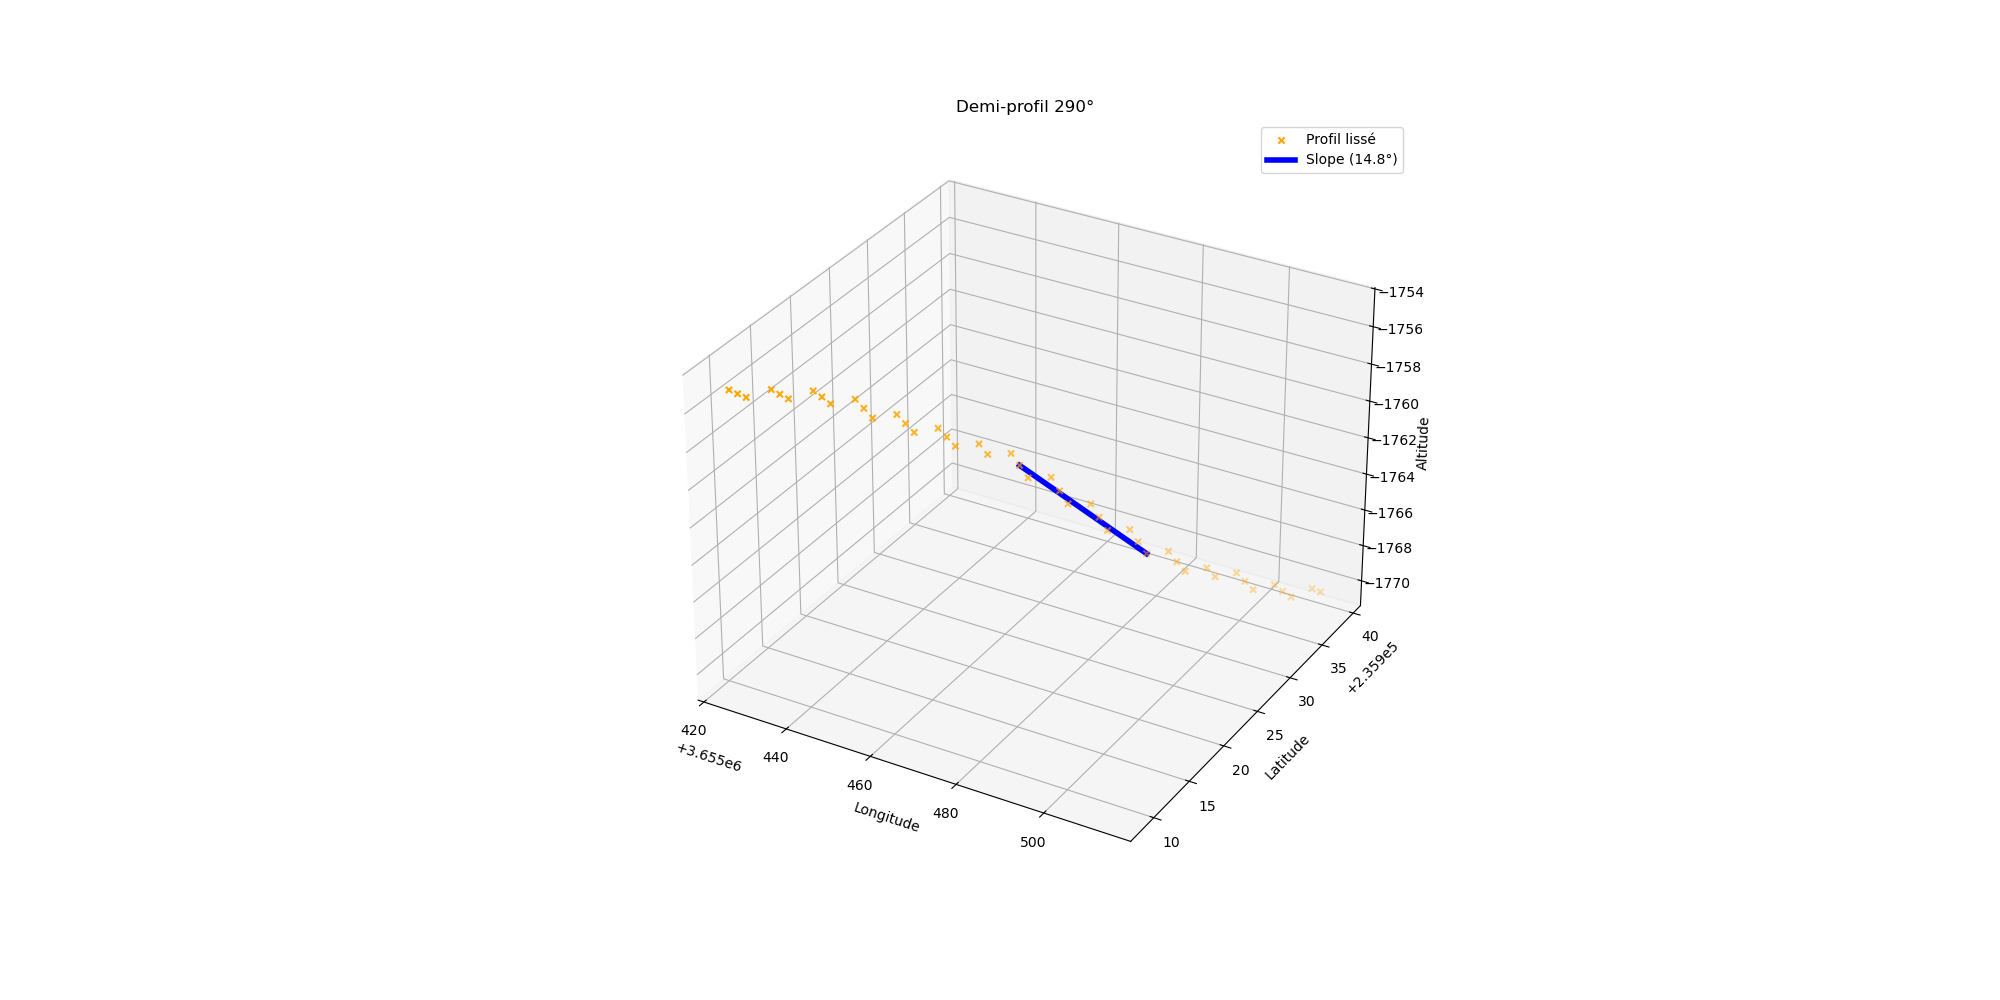 Demi-profil 290°
Profil lissé
Slope (14.8°)
−1754
−1756
−1758
−1760
−1762
−1764
−1766
−1768
−1770
Altitude
40
35
30
25
20
15
10
+2.359e5
Latitude
420
440
460
480
500
+3.655e6
Longitude